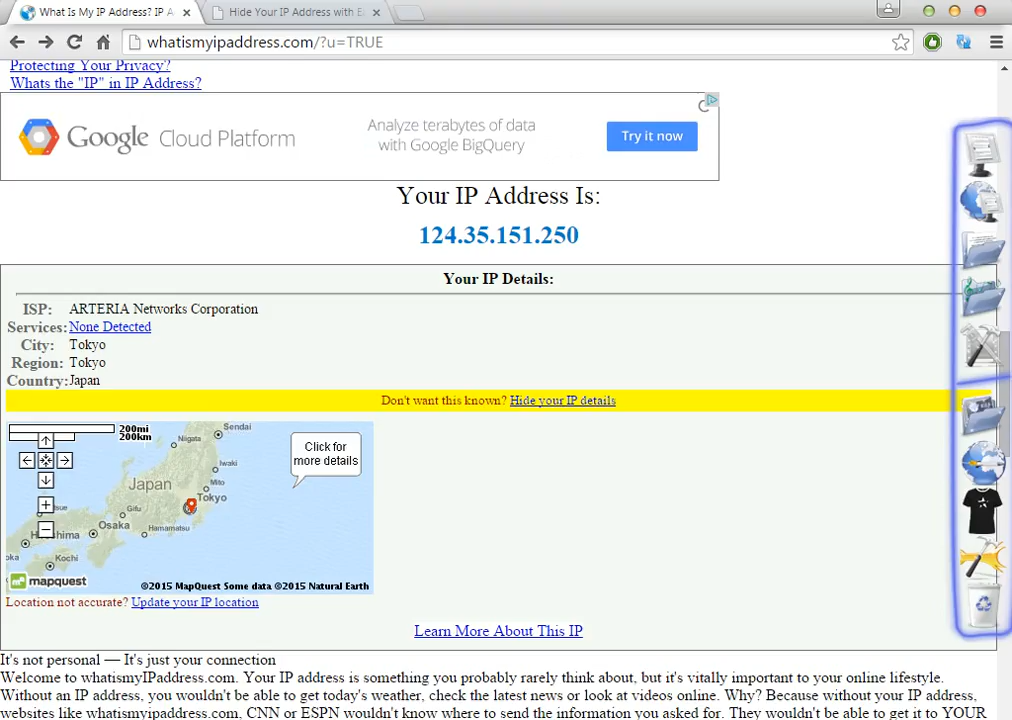 What Is My IP Address? IP A
Hide Your IP Address with E
whatismyipaddress.com/?u=TRUE
Protecting Your Privacy?
Whats the "IP" in IP Address?
Google Cloud Platform
Analyze terabytes of data
with Google BigQuery
Try it now
Your IP Address Is:
124.35.151.250
Your IP Details:
ISP: ARTERIA Networks Corporation
Services: None Detected
City: Tokyo
Region: Tokyo
Country: Japan
Don't want this known? Hide your IP details
200mi
200km
Niigata
Sendai
Click for
more details
Iwaki
Japan
Mito
Tokyo
Gifu
Osaka
Hamamatsu
Kochi
mapquest
©2015 MapQuest Some data ©2015 Natural Earth
Location not accurate? Update your IP location
Learn More About This IP
It's not personal — It's just your connection
Welcome to whatismyIPaddress.com. Your IP address is something you probably rarely think about, but it's vitally important to your online lifestyle.
Without an IP address, you wouldn't be able to get today's weather, check the latest news or look at videos online. Why? Because without your IP address,
websites like whatismyipaddress.com, CNN or ESPN wouldn't know where to send the information you asked for. They wouldn't be able to get it to YOUR